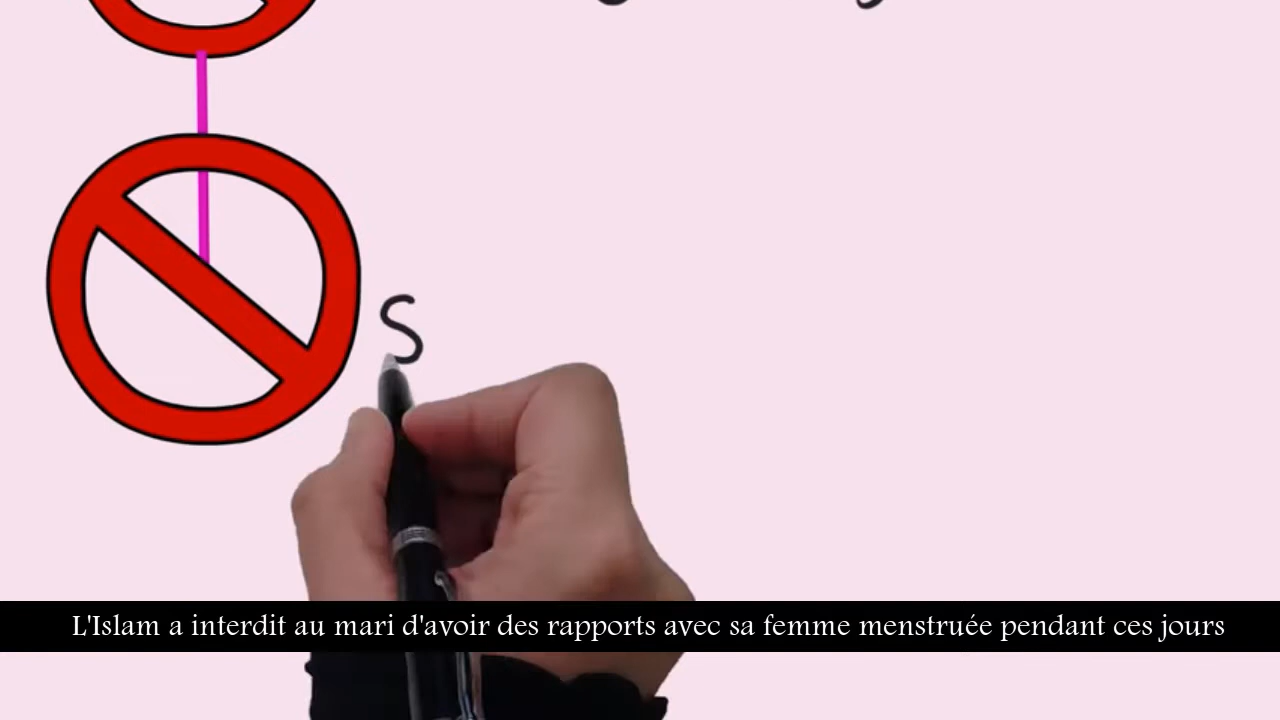 S
L'Islam a interdit au mari d'avoir des rapports avec sa femme menstruée pendant ces jours